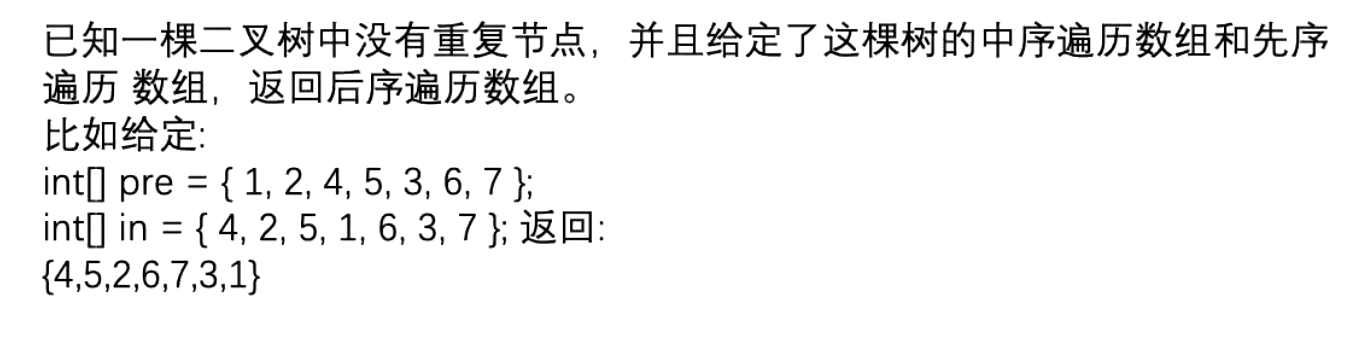 已知一棵二叉树中没有重复节点，并且给定了这棵树的中序遍历数组和先序
遍历 数组，返回后序遍历数组。
比如给定:
int[] pre = { 1, 2, 4, 5, 3, 6, 7 };
int[] in = { 4, 2, 5, 1, 6, 3, 7 }; 返回:
{4,5,2,6,7,3,1}